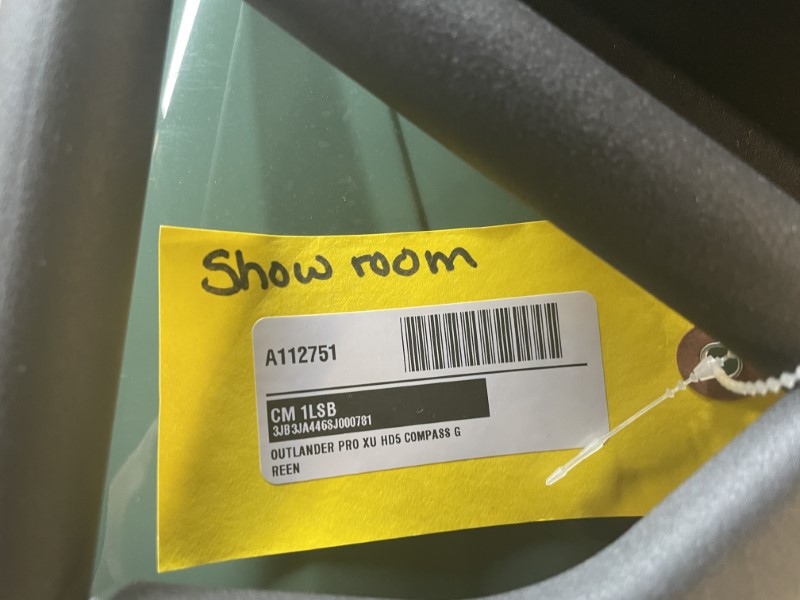 Show room
A112751
CM 1LSB
3JB3JA446SJ000781
OUTLANDER PRO XU HD5 COMPASS G
REEN